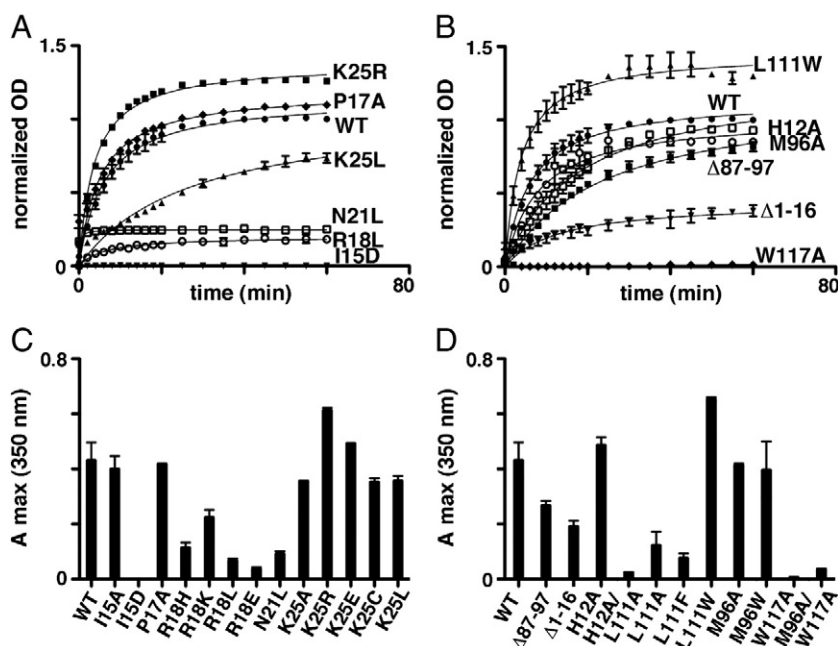 A
1.5
normalized OD
0
0
time (min)
80
K25R
P17A
WT
K25L
N21L
R18L
I15D
B
1.5
normalized OD
0
0
time (min)
80
L111W
WT
H12A
M96A
Δ87-97
Δ1-16
W117A
C
0.8
A max (350 nm)
0
WT
I15A
I15D
P17A
R18H
R18K
R18L
R18E
N21L
K25A
K25R
K25E
K25C
K25L
D
0.8
A max (350 nm)
0
WT
Δ87-97
Δ1-16
H12A
H12A/
L111A
L111A
L111F
L111W
M96A
M96W
W117A
M96A/
W117A